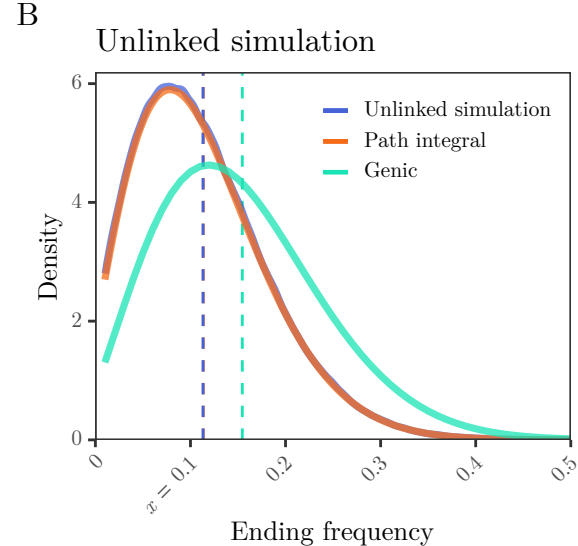 B
Unlinked simulation
Unlinked simulation
Path integral
Genic
Density
6
4
2
0
0
x = 0.1
0.2
0.3
0.4
0.5
Ending frequency